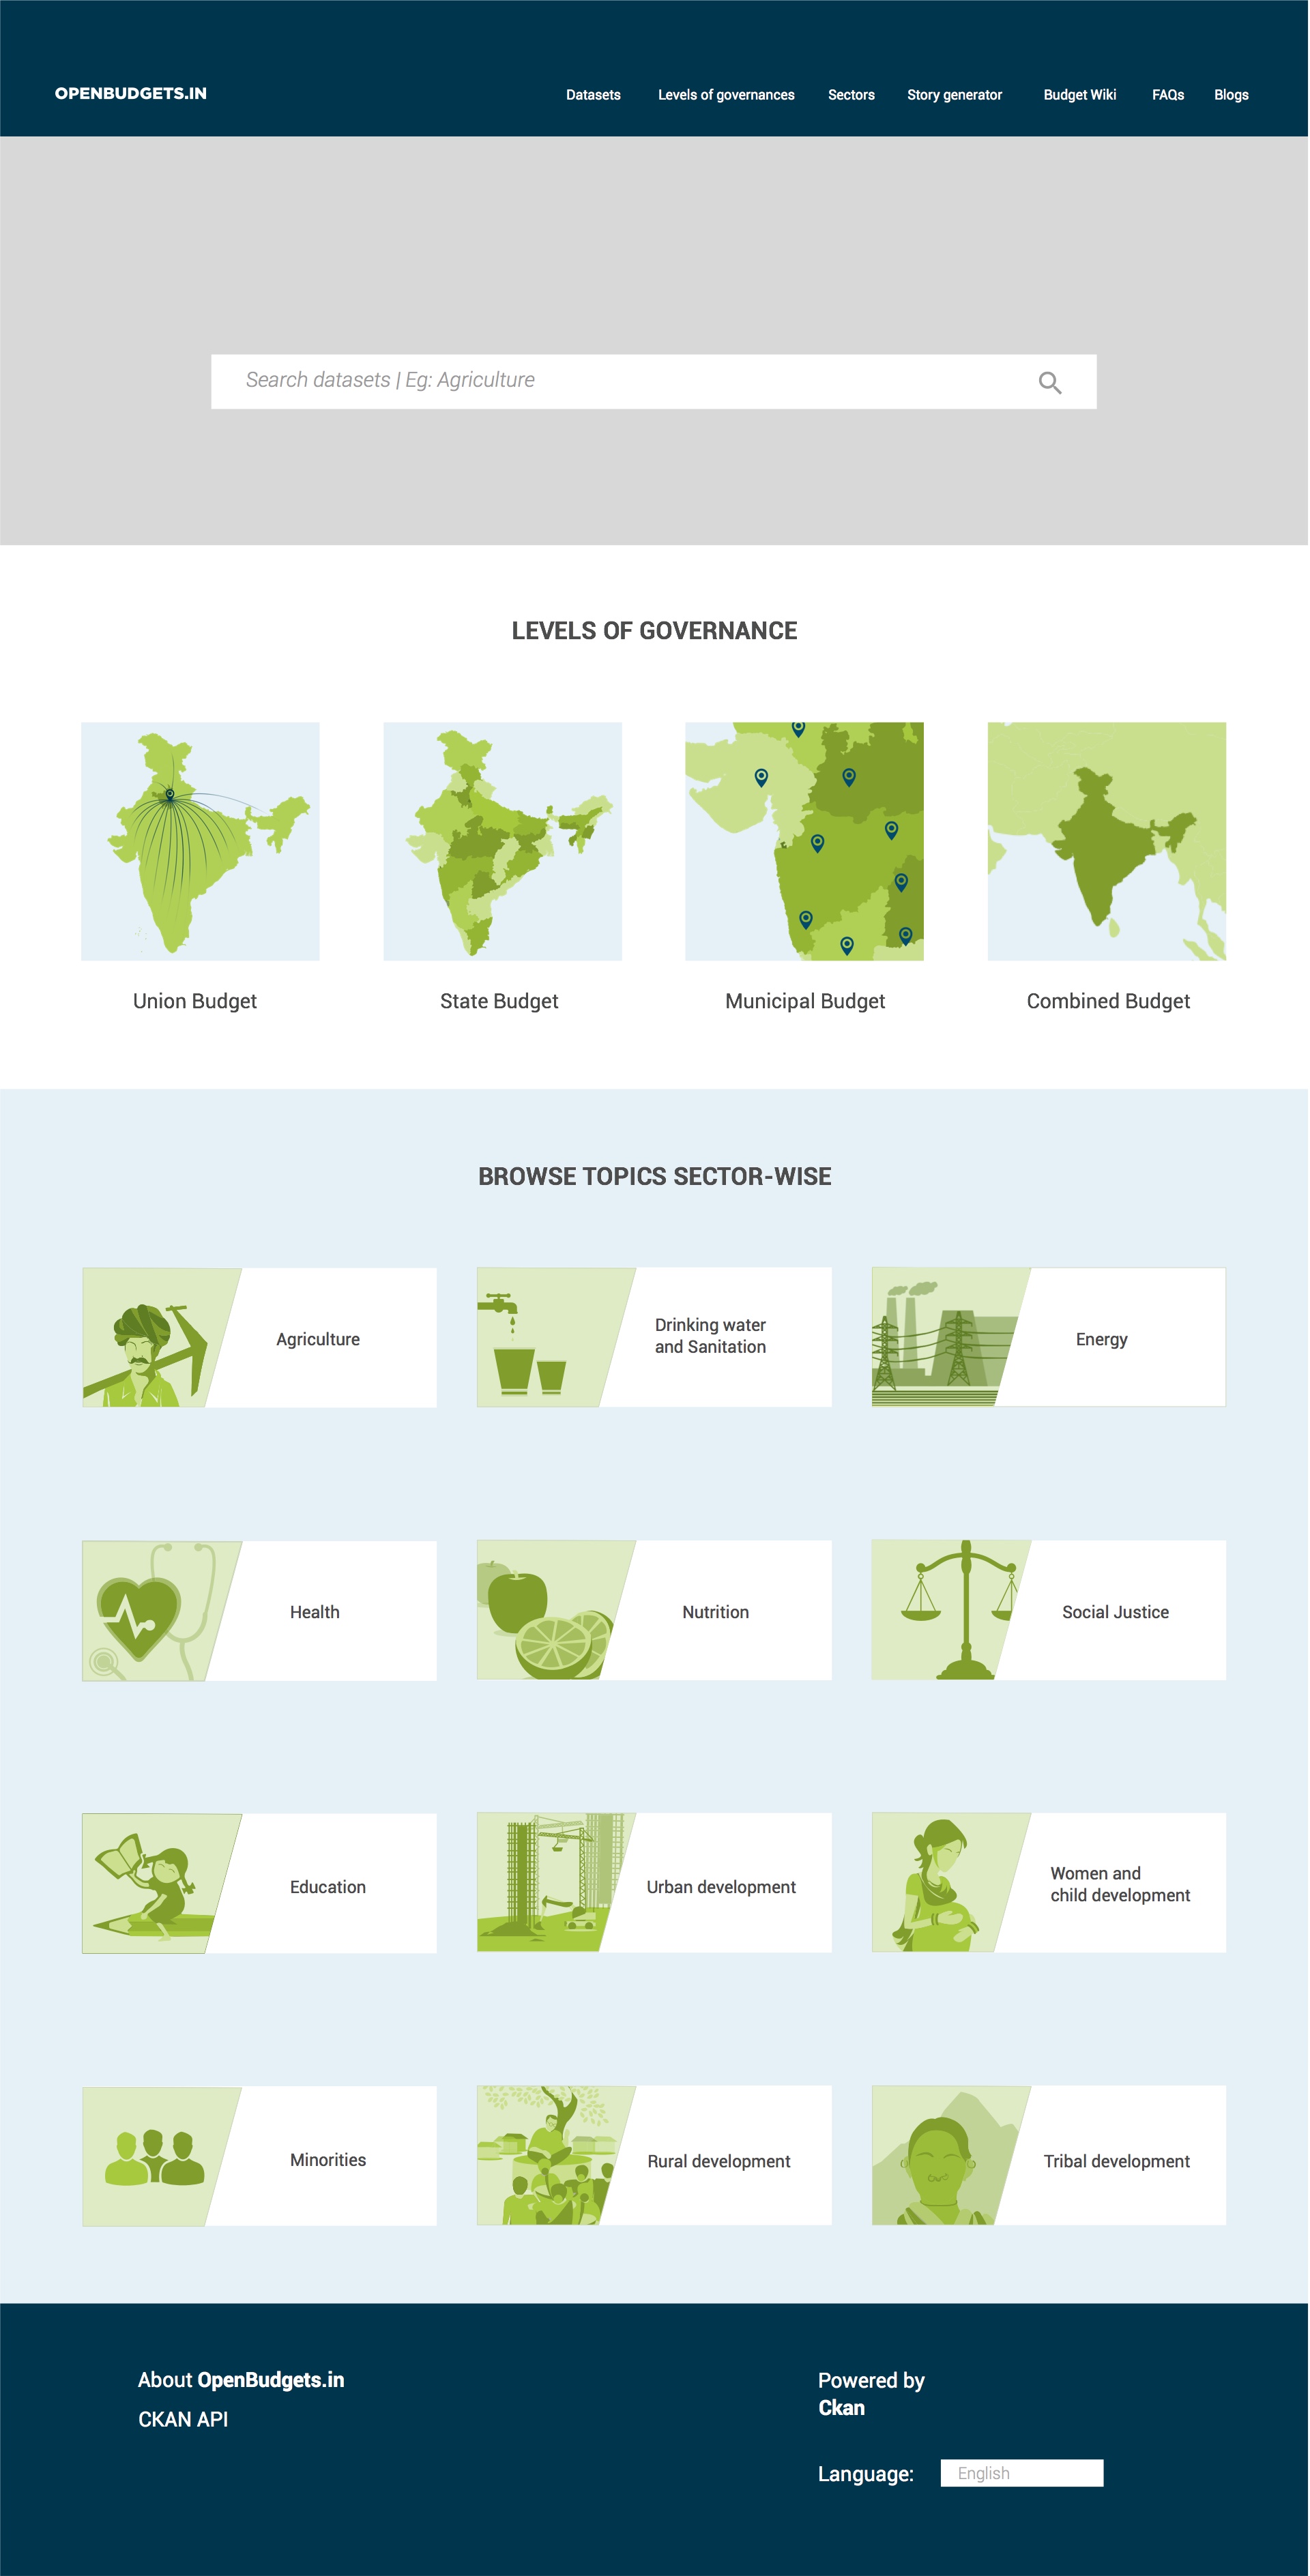 OPENBUDGETS.IN
Datasets Levels of governances Sectors Story generator Budget Wiki FAQs Blogs
Search datasets | Eg: Agriculture
LEVELS OF GOVERNANCE
Union Budget
State Budget
Municipal Budget
Combined Budget
BROWSE TOPICS SECTOR-WISE
Agriculture
Drinking water
and Sanitation
Energy
Health
Nutrition
Social Justice
Education
Urban development
Women and
child development
Minorities
Rural development
Tribal development
About OpenBudgets.in
CKAN API
Powered by
Ckan
Language: English